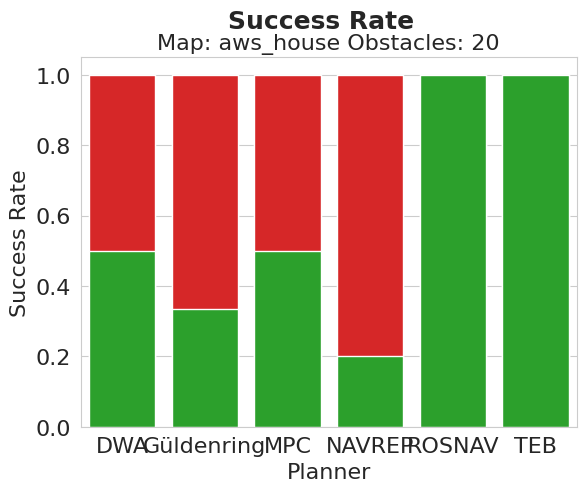 Success Rate
Map: aws_house Obstacles: 20
Success Rate
1.0
0.8
0.6
0.4
0.2
0.0
DWA Güldenring MPC NAVREP ROSNAV TEB
Planner